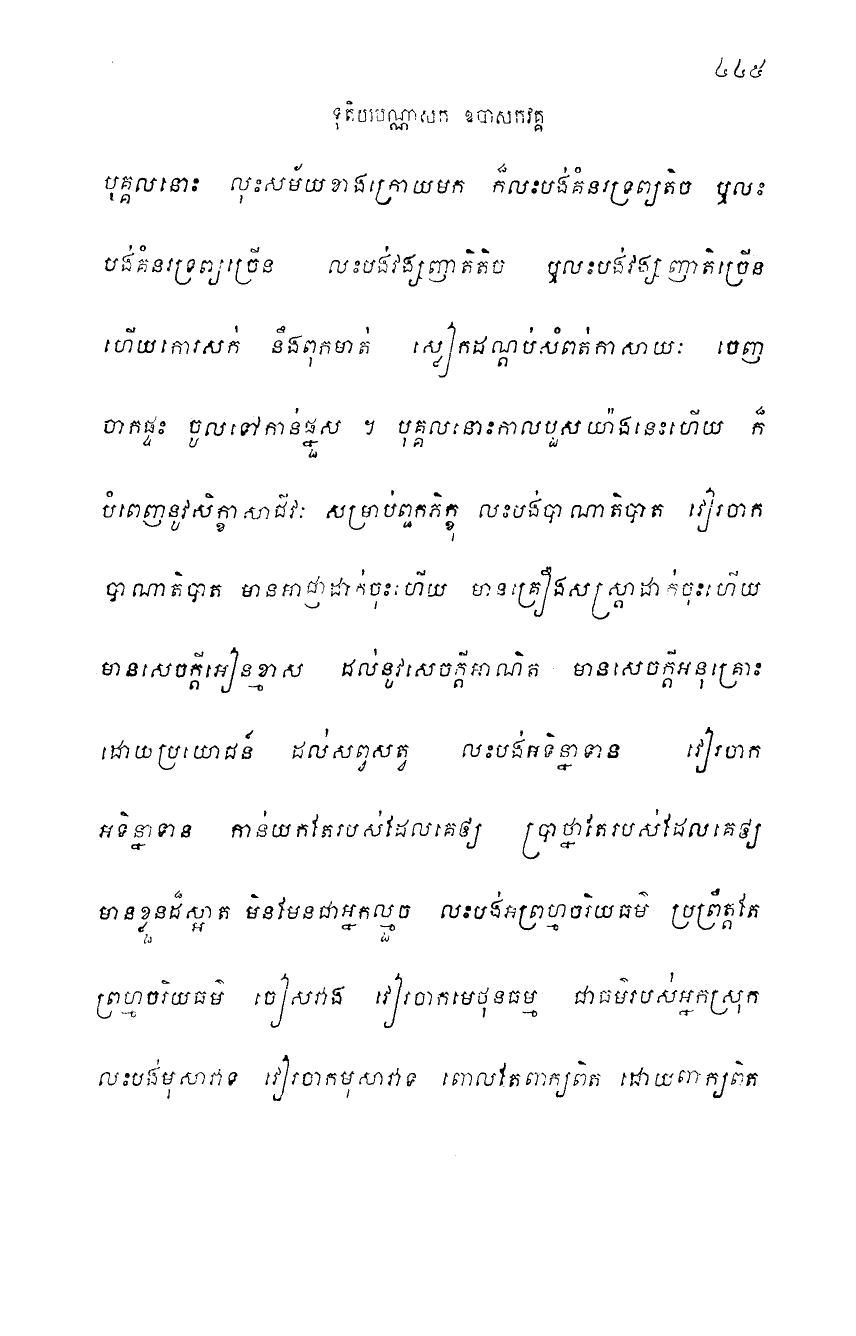 ៤៤៥
ទុតិយបណ្ណាសក ឧបាសកវគ្គ
បុគ្គលនោះ លុះសម័យខាងក្រោយមក ក៏លះបង់គំនរទ្រព្យតិច ឬលះ
បង់គំនរទ្រព្យច្រើន លះបង់វង្សញាតិតិច ឬលះបង់វង្សញាតិច្រើន
ហើយកោរសក់ នឹងពុកមាត់ ស្លៀកដណ្តប់សំពត់កាសាយៈ ចេញ
ចាកផ្ទះ ចូលទៅកាន់ផ្នួស ។ បុគ្គលនោះកាលបួសយ៉ាងនេះហើយ ក៏
បំពេញនូវសិក្ខាសាជីវៈ សម្រាប់ពួកភិក្ខុ លះបង់បាណាតិបាត វៀរចាក
បាណាតិបាត មានអាជ្ញាដាក់ចុះហើយ មានគ្រឿងសស្ត្រាដាក់ចុះហើយ
មានសេចក្តីអៀនខ្មាស ដល់នូវសេចក្តីអាណិត មានសេចក្តីអនុគ្រោះ
ដោយប្រយោជន៍ ដល់សព្វសត្វ លះបង់អទិន្នាទាន វៀរចាក
អទិន្នាទាន កាន់យកតែរបស់ដែលគេឲ្យ ប្រាថ្នាតែរបស់ដែលគេឲ្យ
មានខ្លួនដ៏ស្អាត មិនមែនជាអ្នកល្មួច លះបង់អព្រហ្មចរិយធម៌ ប្រព្រឹត្តតែ
ព្រហ្មចរិយធម៌ ចៀសវាង វៀរចាកមេថុនធម្ម ជាធម៌របស់អ្នកស្រុក
លះបង់មុសាវាទ វៀរចាកមុសាវាទ ពោលតែពាក្យពិត ដោយពាក្យពិត